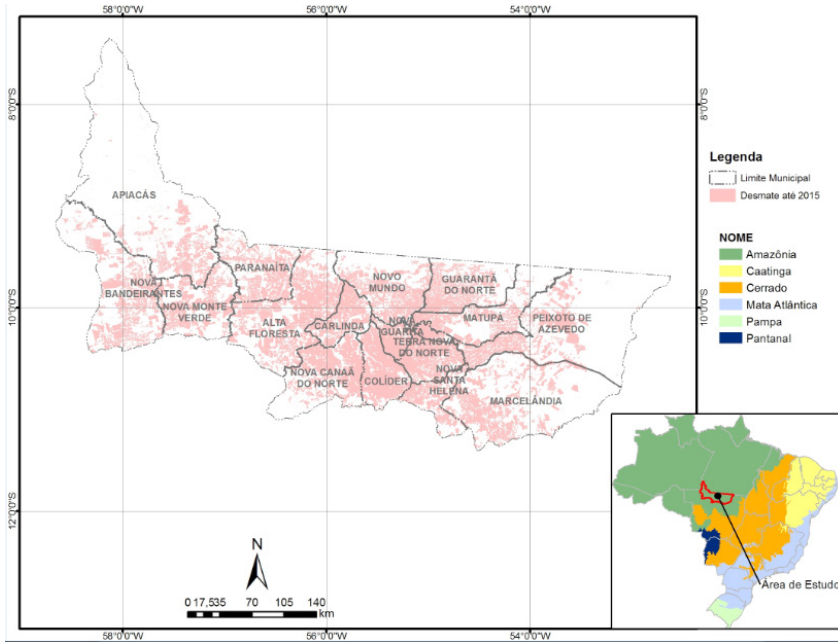 58°0'0"W
56°0'0"W
54°0'0"W
8°0'0"S
8°0'0"S
Legenda
Limite Municipal
Desmate até 2015
APIACÁS
NOME
Amazônia
Caatinga
Cerrado
Mata Atlântica
Pampa
Pantanal
PARANAÍTA
NOVO
MUNDO
GUARANTÃ
DO NORTE
NOVA
BANDEIRANTES
NOVA MONTE
VERDE
10°0'0"S
10°0'0"S
ALTA
FLORESTA
CARLINDA
NOVA
GUARITA
MATUPÁ
PEIXOTO DE
AZEVEDO
TERRA NOVA
DO NORTE
NOVA CANAÃ
DO NORTE
COLÍDER
NOVA
SANTA
HELENA
MARCELÂNDIA
12°0'0"S
N
0 17,535 70 105 140
km
Área de Estudo
58°0'0"W
56°0'0"W
54°0'0"W